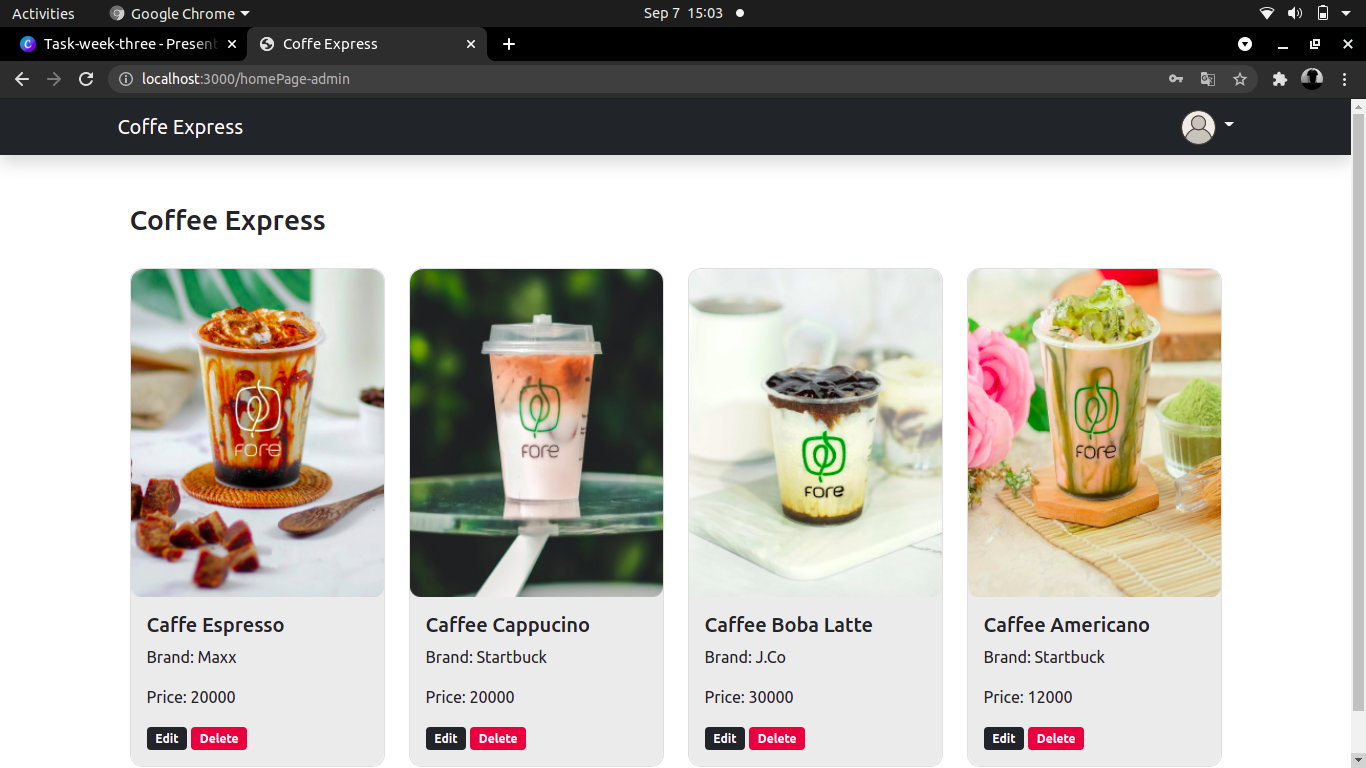 Activities
Google Chrome
Sep 7 15:03
Task-week-three - Present
Coffe Express
localhost:3000/homePage-admin
Coffe Express
Coffee Express
FORE
FORE
FORE
FORE
Caffe Espresso
Brand: Maxx
Price: 20000
Edit
Delete
Caffee Cappucino
Brand: Startbuck
Price: 20000
Edit
Delete
Caffee Boba Latte
Brand: J.Co
Price: 30000
Edit
Delete
Caffee Americano
Brand: Startbuck
Price: 12000
Edit
Delete